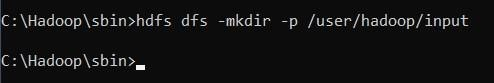 C:\Hadoop\sbin>hdfs dfs -mkdir -p /user/hadoop/input
C:\Hadoop\sbin>